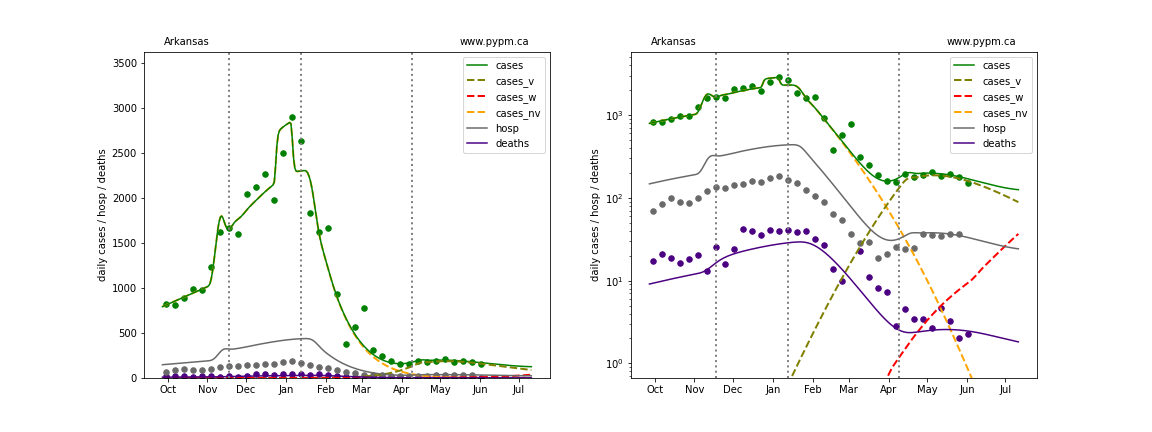 Arkansas
www.pypm.ca
daily cases / hosp / deaths
3500
3000
2500
2000
1500
1000
500
0
cases
cases_v
cases_w
cases_nv
hosp
deaths
Oct Nov Dec Jan Feb Mar Apr May Jun Jul
Arkansas
www.pypm.ca
daily cases / hosp / deaths
10³
10²
10¹
10⁰
cases
cases_v
cases_w
cases_nv
hosp
deaths
Oct Nov Dec Jan Feb Mar Apr May Jun Jul